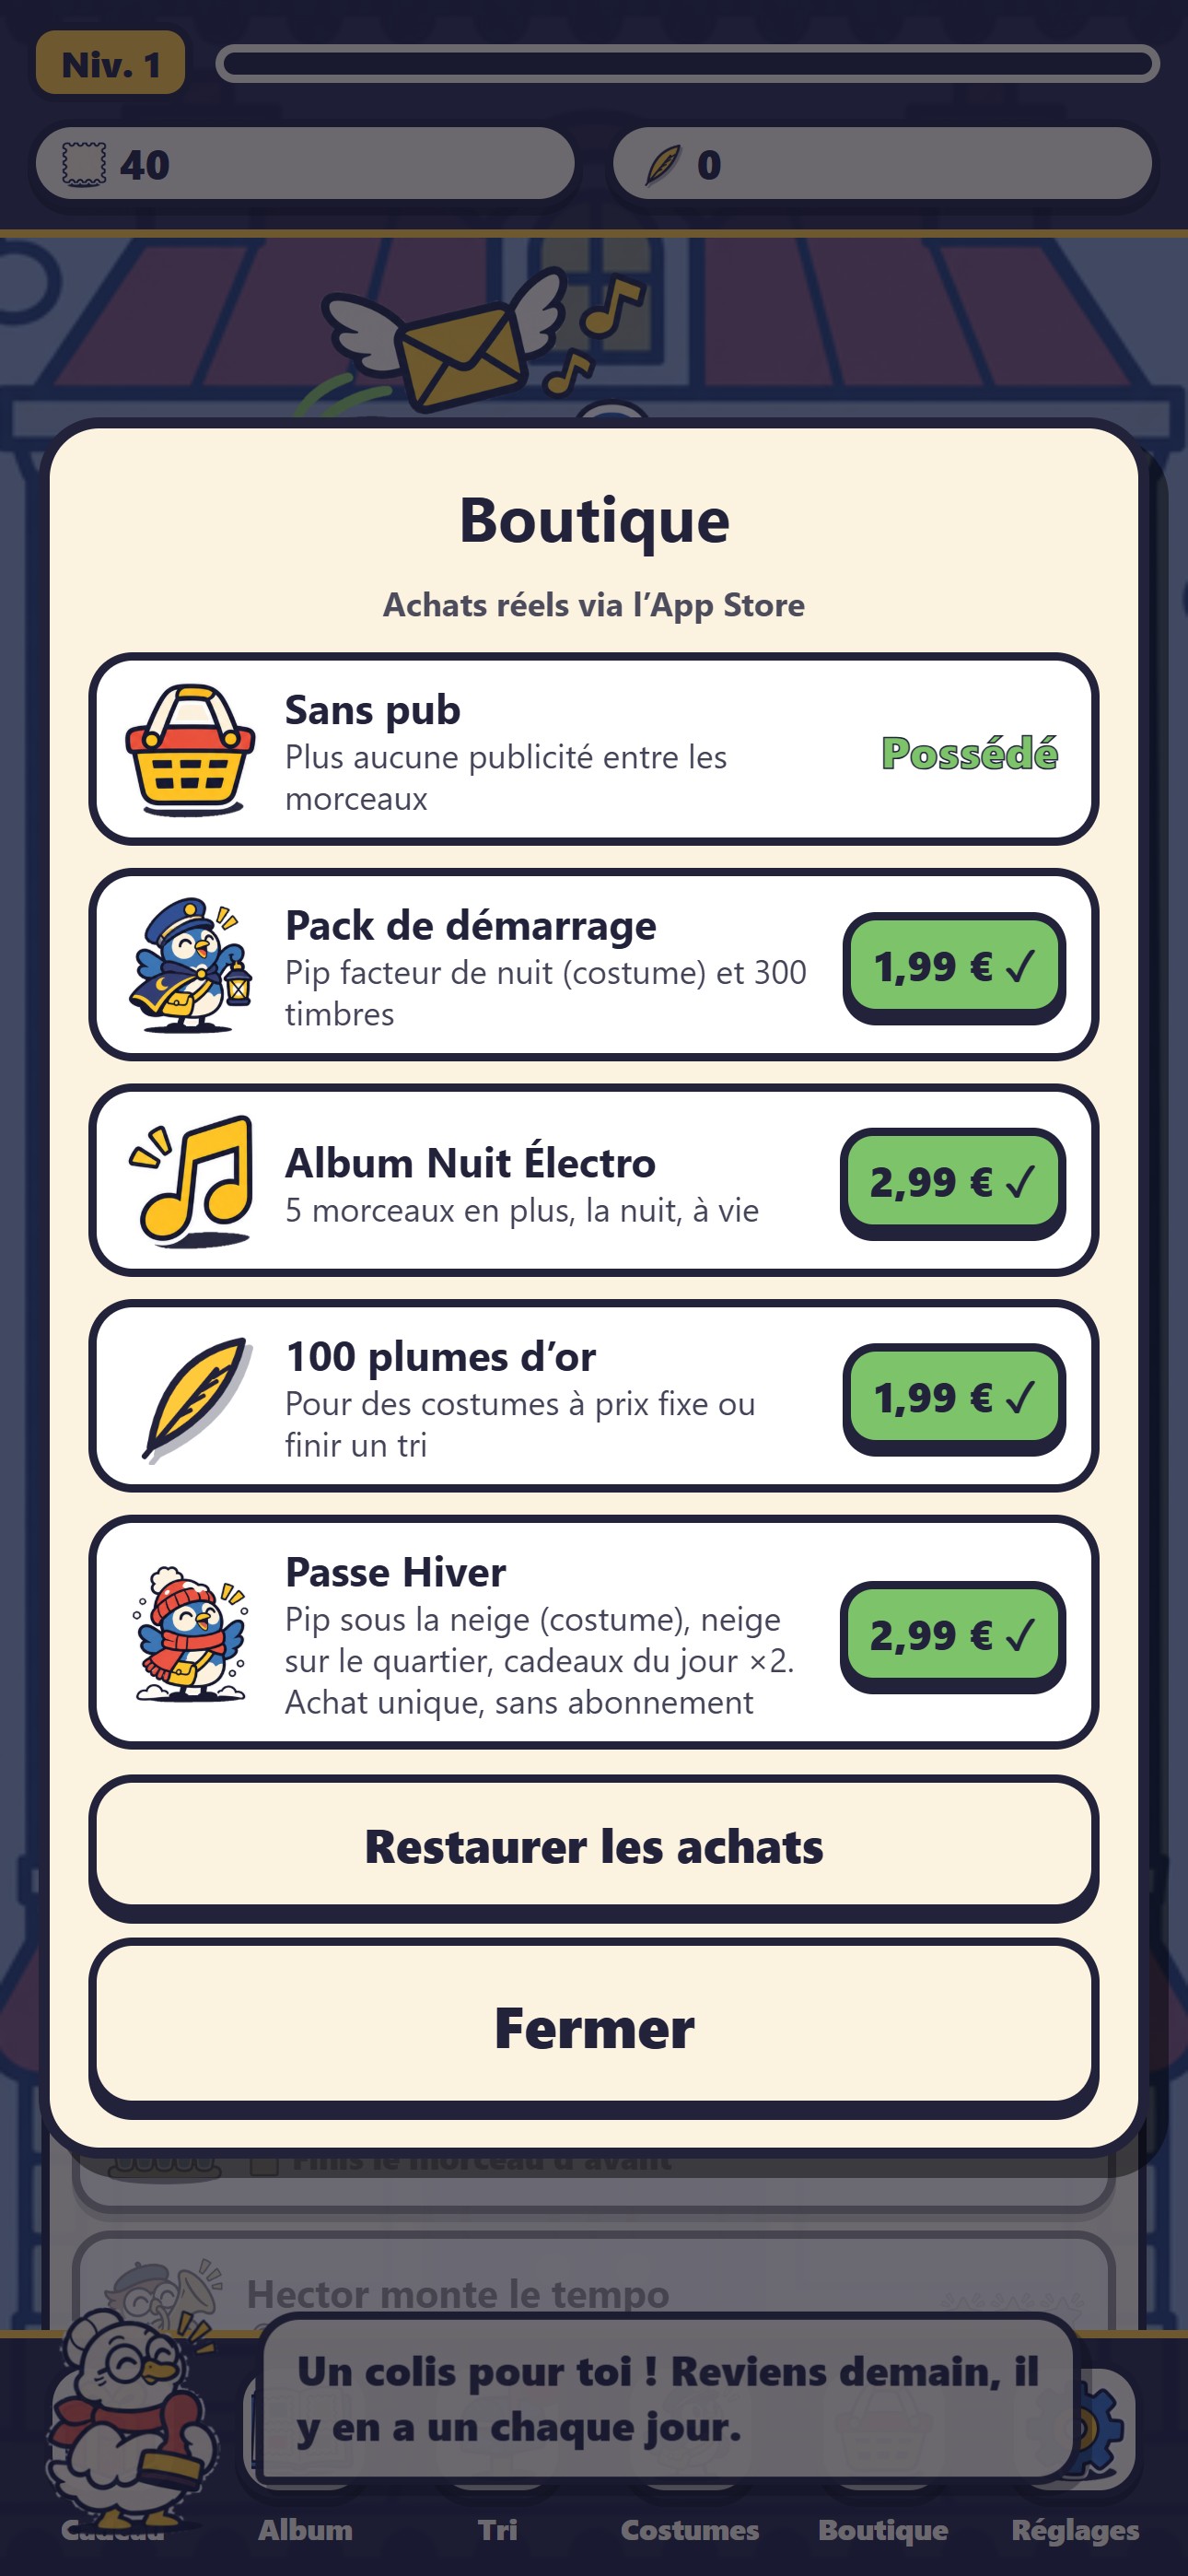 Niv. 1
40
0
Boutique
Achats réels via l’App Store
Sans pub
Plus aucune publicité entre les
morceaux
Possédé
Pack de démarrage
Pip facteur de nuit (costume) et 300
timbres
1,99 € ✓
Album Nuit Électro
5 morceaux en plus, la nuit, à vie
2,99 € ✓
100 plumes d’or
Pour des costumes à prix fixe ou
finir un tri
1,99 € ✓
Passe Hiver
Pip sous la neige (costume), neige
sur le quartier, cadeaux du jour ×2.
Achat unique, sans abonnement
2,99 € ✓
Restaurer les achats
Fermer
Finis le morceau d’avant
Hector monte le tempo
Un colis pour toi ! Reviens demain, il
y en a un chaque jour.
Cadeau
Album
Tri
Costumes
Boutique
Réglages